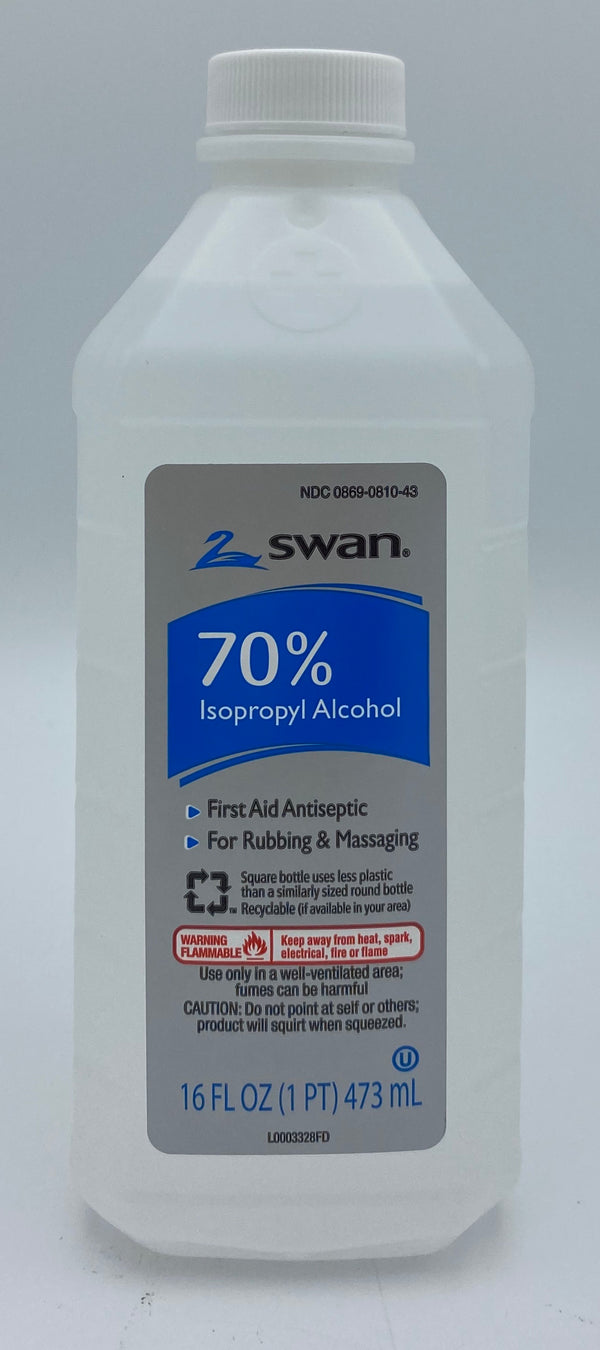 NDC 0869-0810-43
swan®
70%
Isopropyl Alcohol
First Aid Antiseptic
For Rubbing & Massaging
Square bottle uses less plastic
than a similarly sized round bottle
Recyclable (if available in your area)
™
WARNING
FLAMMABLE
Keep away from heat, spark,
electrical, fire or flame
Use only in a well-ventilated area;
fumes can be harmful
CAUTION: Do not point at self or others;
product will squirt when squeezed.
U
16 FL OZ (1 PT) 473 mL
L0003328FD